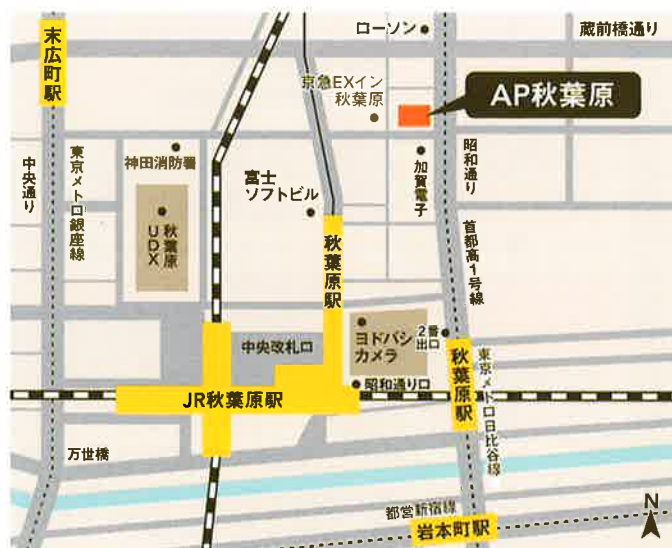 ローソン
蔵前橋通り
末広町駅
京急EXイン
秋葉原
AP秋葉原
中央通り
東京メトロ銀座線
神田消防署
富士
ソフトビル
加賀電子
昭和通り
首都高1号線
秋葉原
UDX
秋葉原駅
中央改札口
ヨドバシ
カメラ
2番
出口
秋葉原駅
東京メトロ日比谷線
昭和通り口
JR秋葉原駅
万世橋
都営新宿線
岩本町駅
N